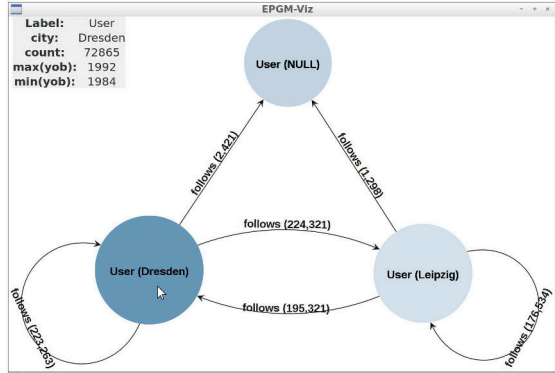 EPGM-Viz
Label: User
city: Dresden
count: 72865
max(yob): 1992
min(yob): 1984
User (NULL)
follows (2,421)
follows (1,298)
follows (224,321)
User (Dresden)
User (Leipzig)
follows (195,321)
follows (223,263)
follows (176,534)